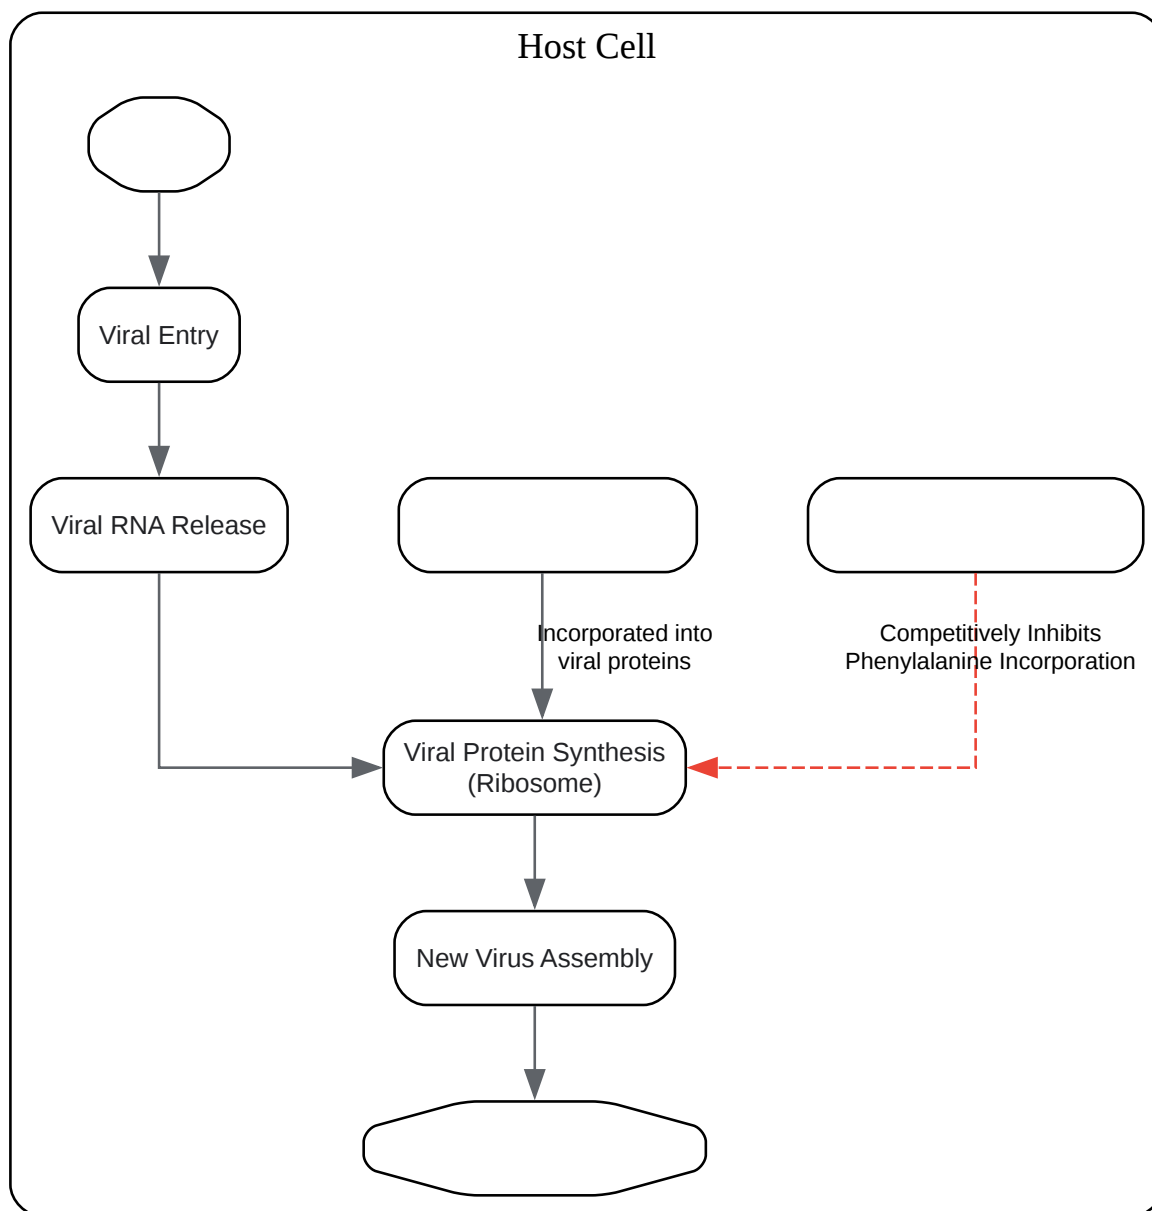 Host Cell
Viral Entry
Viral RNA Release
Incorporated into
viral proteins
Competitively Inhibits
Phenylalanine Incorporation
Viral Protein Synthesis
(Ribosome)
New Virus Assembly